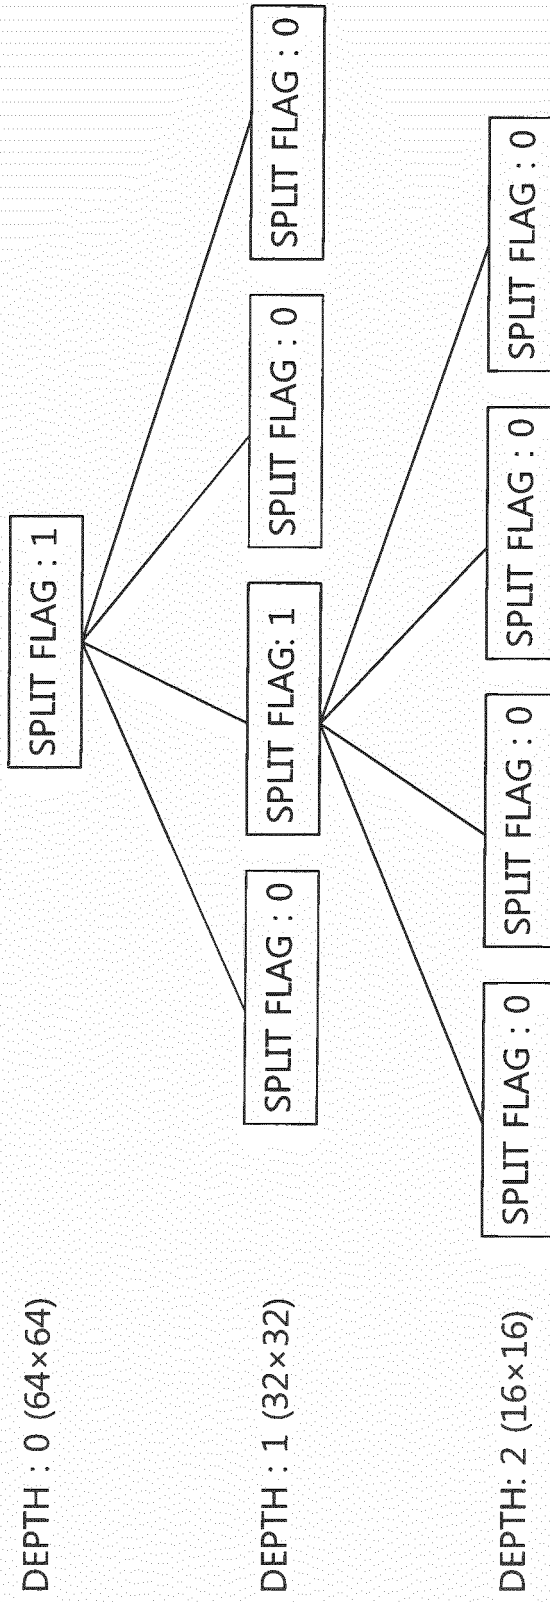 DEPTH : 0 (64×64)
SPLIT FLAG : 1
DEPTH : 1 (32×32)
SPLIT FLAG : 0
SPLIT FLAG: 1
SPLIT FLAG : 0
SPLIT FLAG : 0
DEPTH: 2 (16×16)
SPLIT FLAG : 0
SPLIT FLAG : 0
SPLIT FLAG : 0
SPLIT FLAG : 0